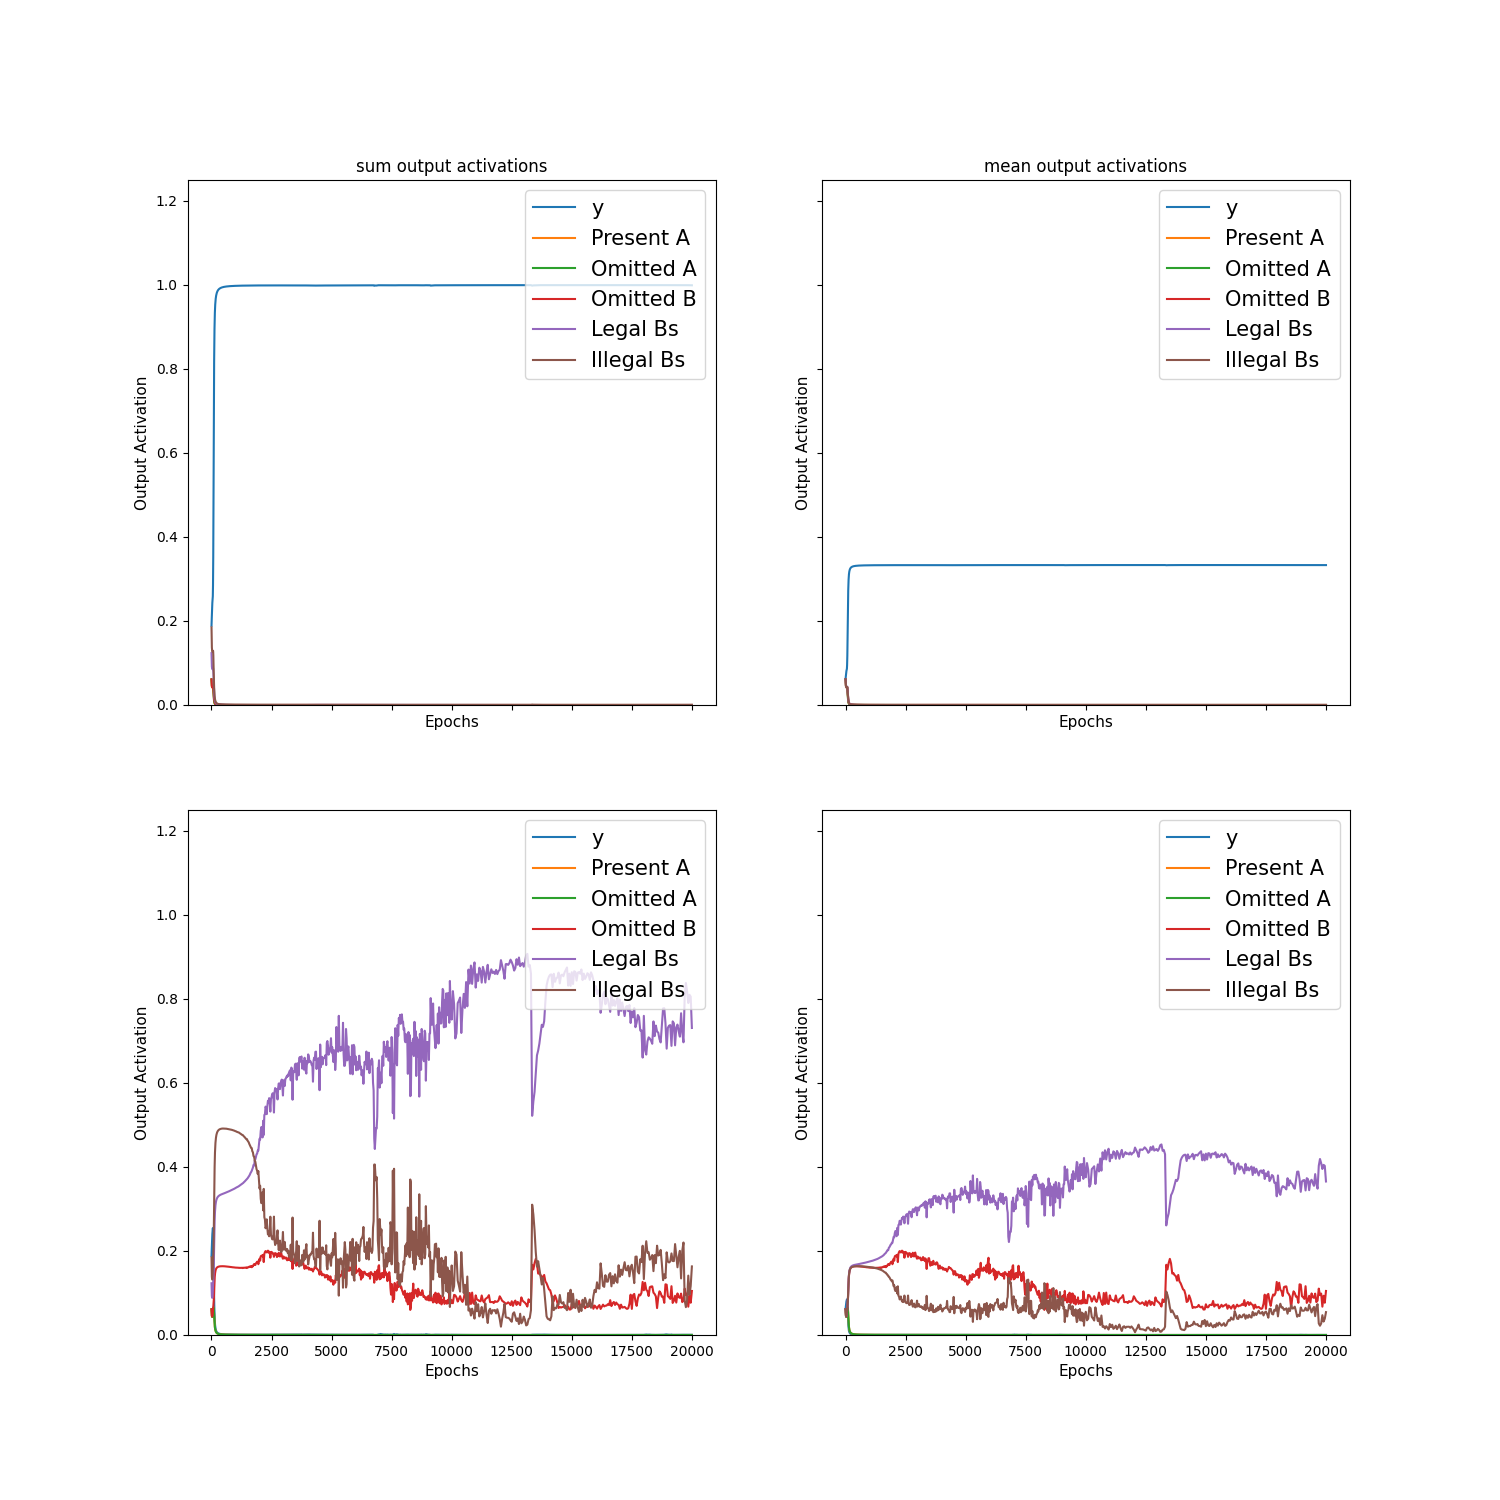 sum output activations
mean output activations
1.2
1.0
0.8
0.6
0.4
0.2
0.0
Output Activation
Epochs
y
Present A
Omitted A
Omitted B
Legal Bs
Illegal Bs
Output Activation
Epochs
y
Present A
Omitted A
Omitted B
Legal Bs
Illegal Bs
1.2
1.0
0.8
0.6
0.4
0.2
0.0
Output Activation
0 2500 5000 7500 10000 12500 15000 17500 20000
Epochs
y
Present A
Omitted A
Omitted B
Legal Bs
Illegal Bs
Output Activation
0 2500 5000 7500 10000 12500 15000 17500 20000
Epochs
y
Present A
Omitted A
Omitted B
Legal Bs
Illegal Bs